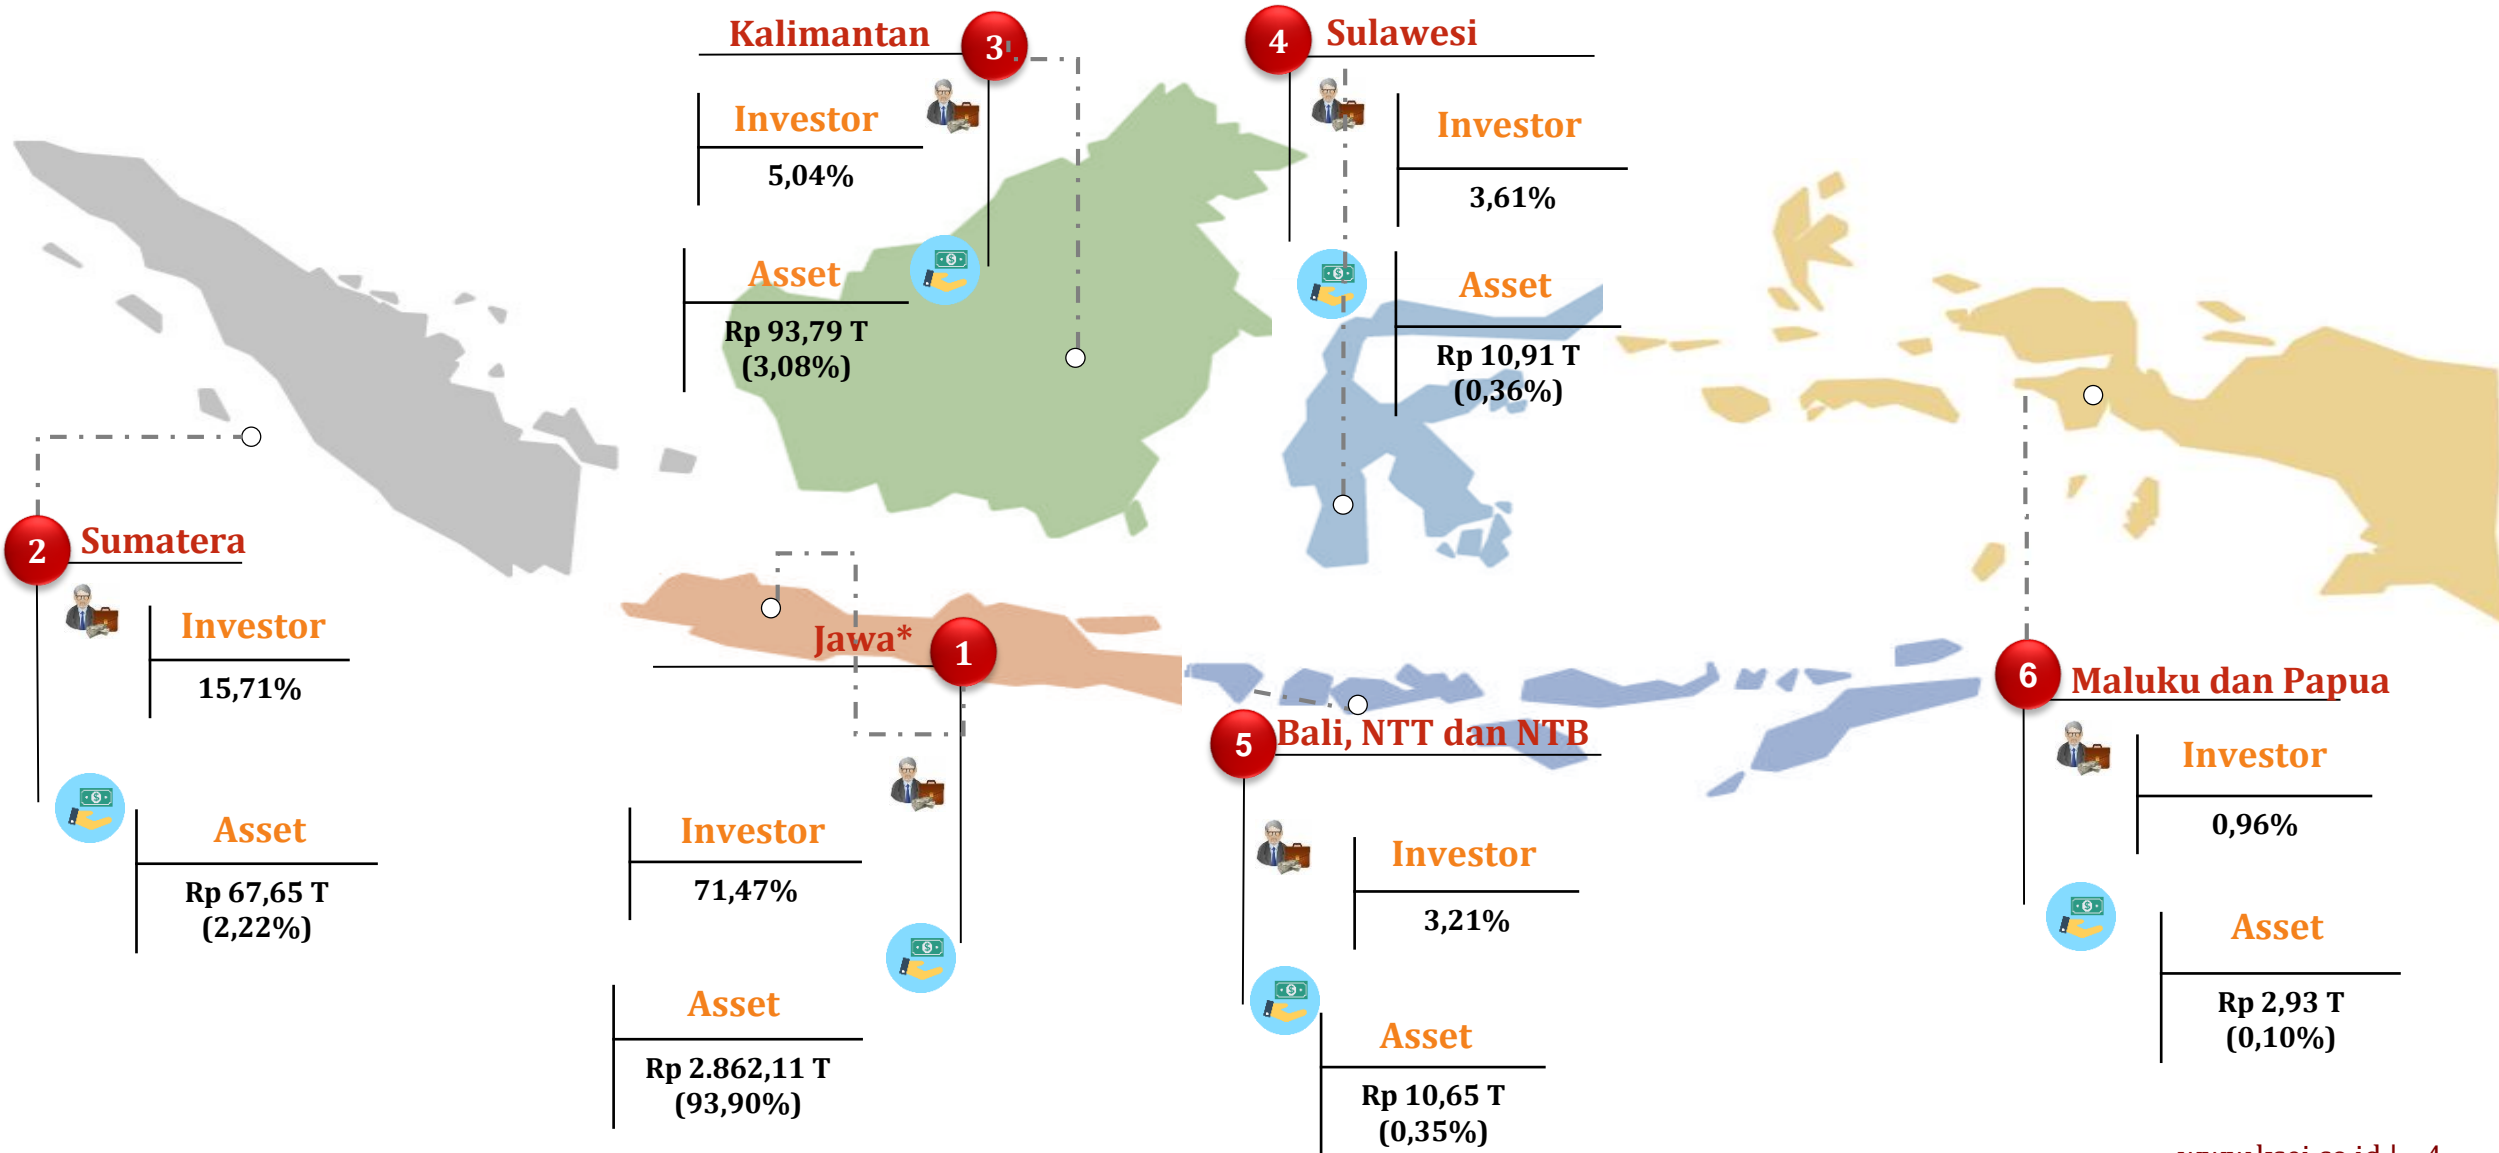 Kalimantan
3
Investor
5,04%
Asset
Rp 93,79 T
(3,08%)
4
Sulawesi
Investor
3,61%
Asset
Rp 10,91 T
(0,36%)
2
Sumatera
Investor
15,71%
Asset
Rp 67,65 T
(2,22%)
Jawa*
1
Investor
71,47%
Asset
Rp 2.862,11 T
(93,90%)
5
Bali, NTT dan NTB
Investor
3,21%
Asset
Rp 10,65 T
(0,35%)
6
Maluku dan Papua
Investor
0,96%
Asset
Rp 2,93 T
(0,10%)